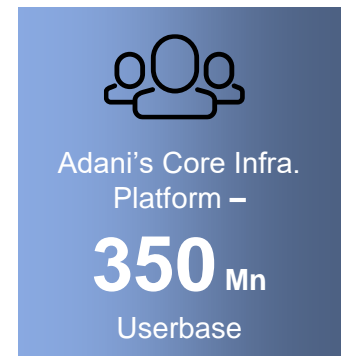 Adani’s Core Infra.
Platform –
350 Mn
Userbase